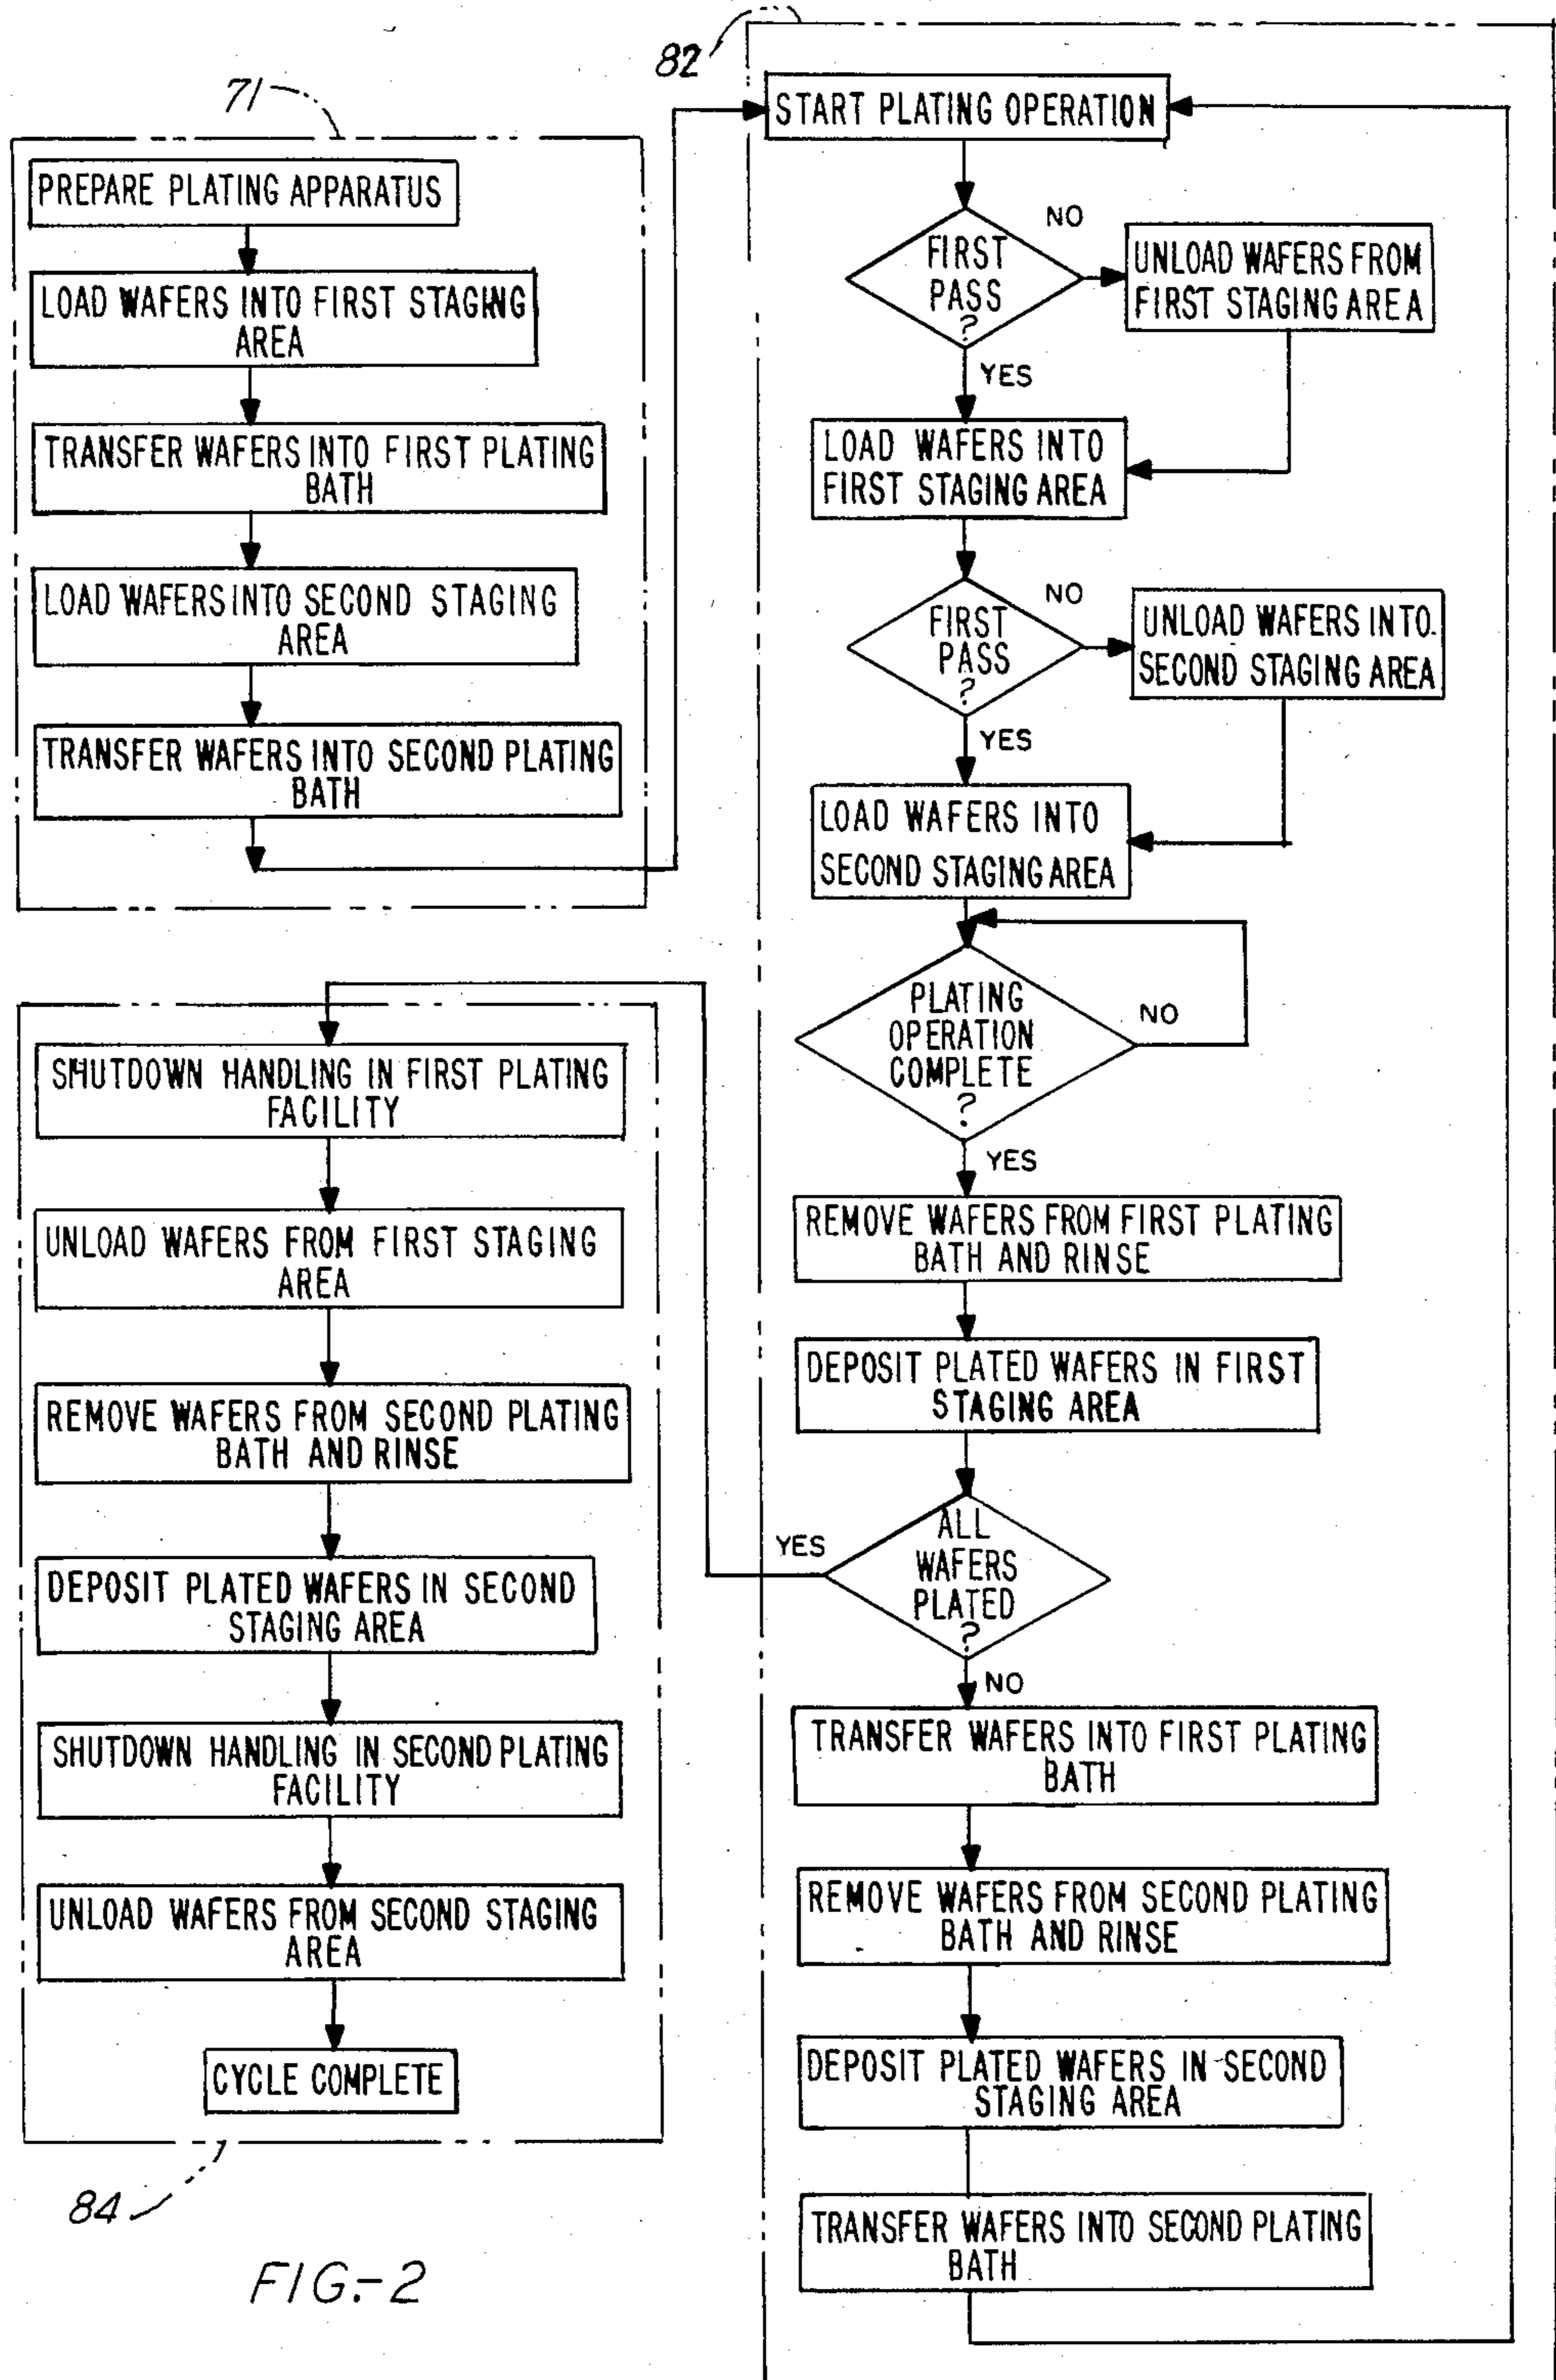 71
PREPARE PLATING APPARATUS
LOAD WAFERS INTO FIRST STAGING
AREA
TRANSFER WAFERS INTO FIRST PLATING
BATH
LOAD WAFERS INTO SECOND STAGING
AREA
TRANSFER WAFERS INTO SECOND PLATING
BATH
82
START PLATING OPERATION
FIRST
PASS
?
NO
UNLOAD WAFERS FROM
FIRST STAGING AREA
YES
LOAD WAFERS INTO
FIRST STAGING AREA
FIRST
PASS
?
NO
UNLOAD WAFERS INTO
SECOND STAGING AREA
YES
LOAD WAFERS INTO
SECOND STAGING AREA
PLATING
OPERATION
COMPLETE
?
NO
YES
REMOVE WAFERS FROM FIRST PLATING
BATH AND RINSE
DEPOSIT PLATED WAFERS IN FIRST
STAGING AREA
ALL
WAFERS
PLATED
?
YES
NO
TRANSFER WAFERS INTO FIRST PLATING
BATH
REMOVE WAFERS FROM SECOND PLATING
BATH AND RINSE
DEPOSIT PLATED WAFERS IN SECOND
STAGING AREA
TRANSFER WAFERS INTO SECOND PLATING
BATH
SHUTDOWN HANDLING IN FIRST PLATING
FACILITY
UNLOAD WAFERS FROM FIRST STAGING
AREA
REMOVE WAFERS FROM SECOND PLATING
BATH AND RINSE
DEPOSIT PLATED WAFERS IN SECOND
STAGING AREA
SHUTDOWN HANDLING IN SECOND PLATING
FACILITY
UNLOAD WAFERS FROM SECOND STAGING
AREA
CYCLE COMPLETE
84
FIG.-2